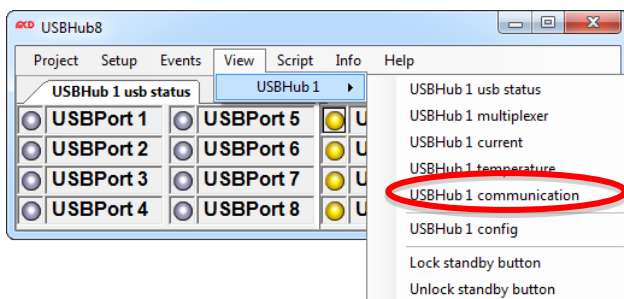 MCD USBHub8
Project Setup Events View Script Info Help
USBHub 1 usb status
USBHub 1
USBPort 1 USBPort 5 U
USBPort 2 USBPort 6 U
USBPort 3 USBPort 7 U
USBPort 4 USBPort 8 U
USBHub 1 usb status
USBHub 1 multiplexer
USBHub 1 current
USBHub 1 temperature
USBHub 1 communication
USBHub 1 config
Lock standby button
Unlock standby button